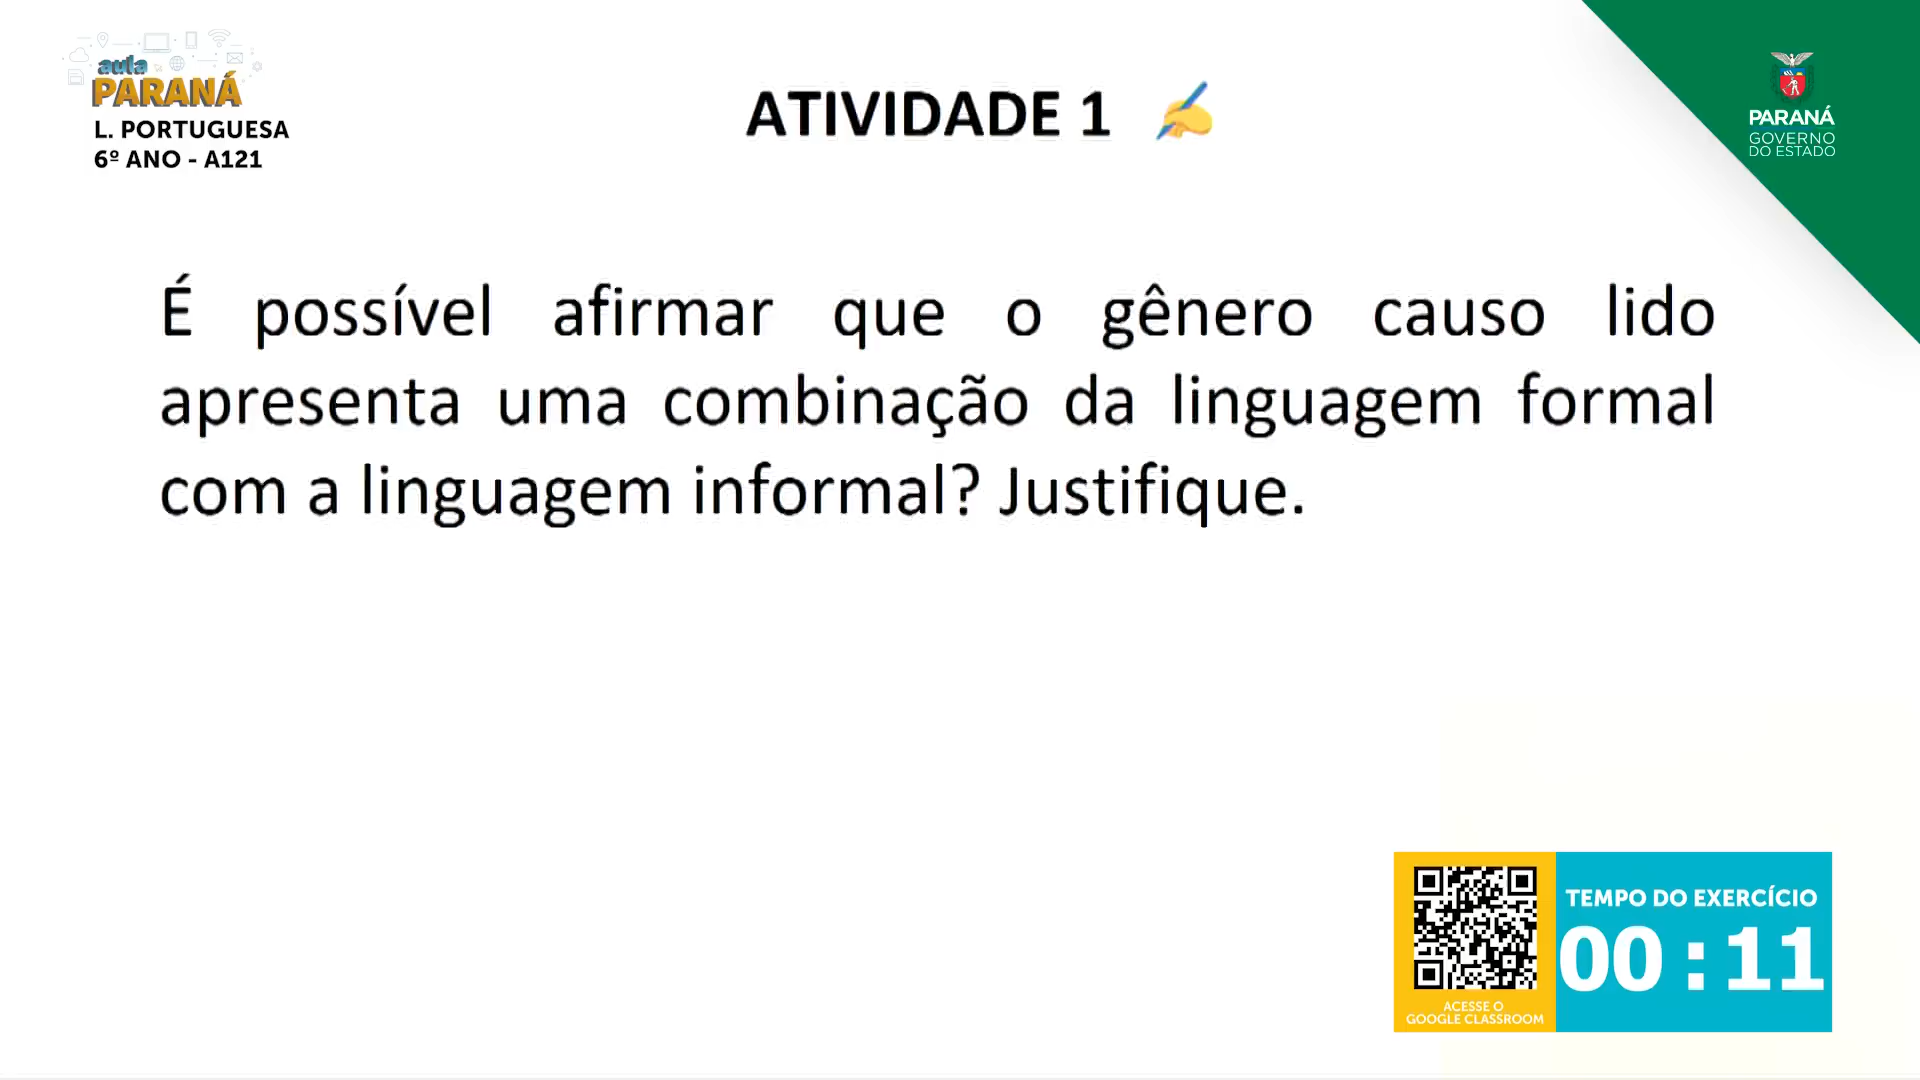 aula
PARANÁ
L. PORTUGUESA
6º ANO - A121
ATIVIDADE 1
PARANÁ
GOVERNO
DO ESTADO
É possível afirmar que o gênero causo lido
apresenta uma combinação da linguagem formal
com a linguagem informal? Justifique.
TEMPO DO EXERCÍCIO
00:11
ACESSE O
GOOGLE CLASSROOM